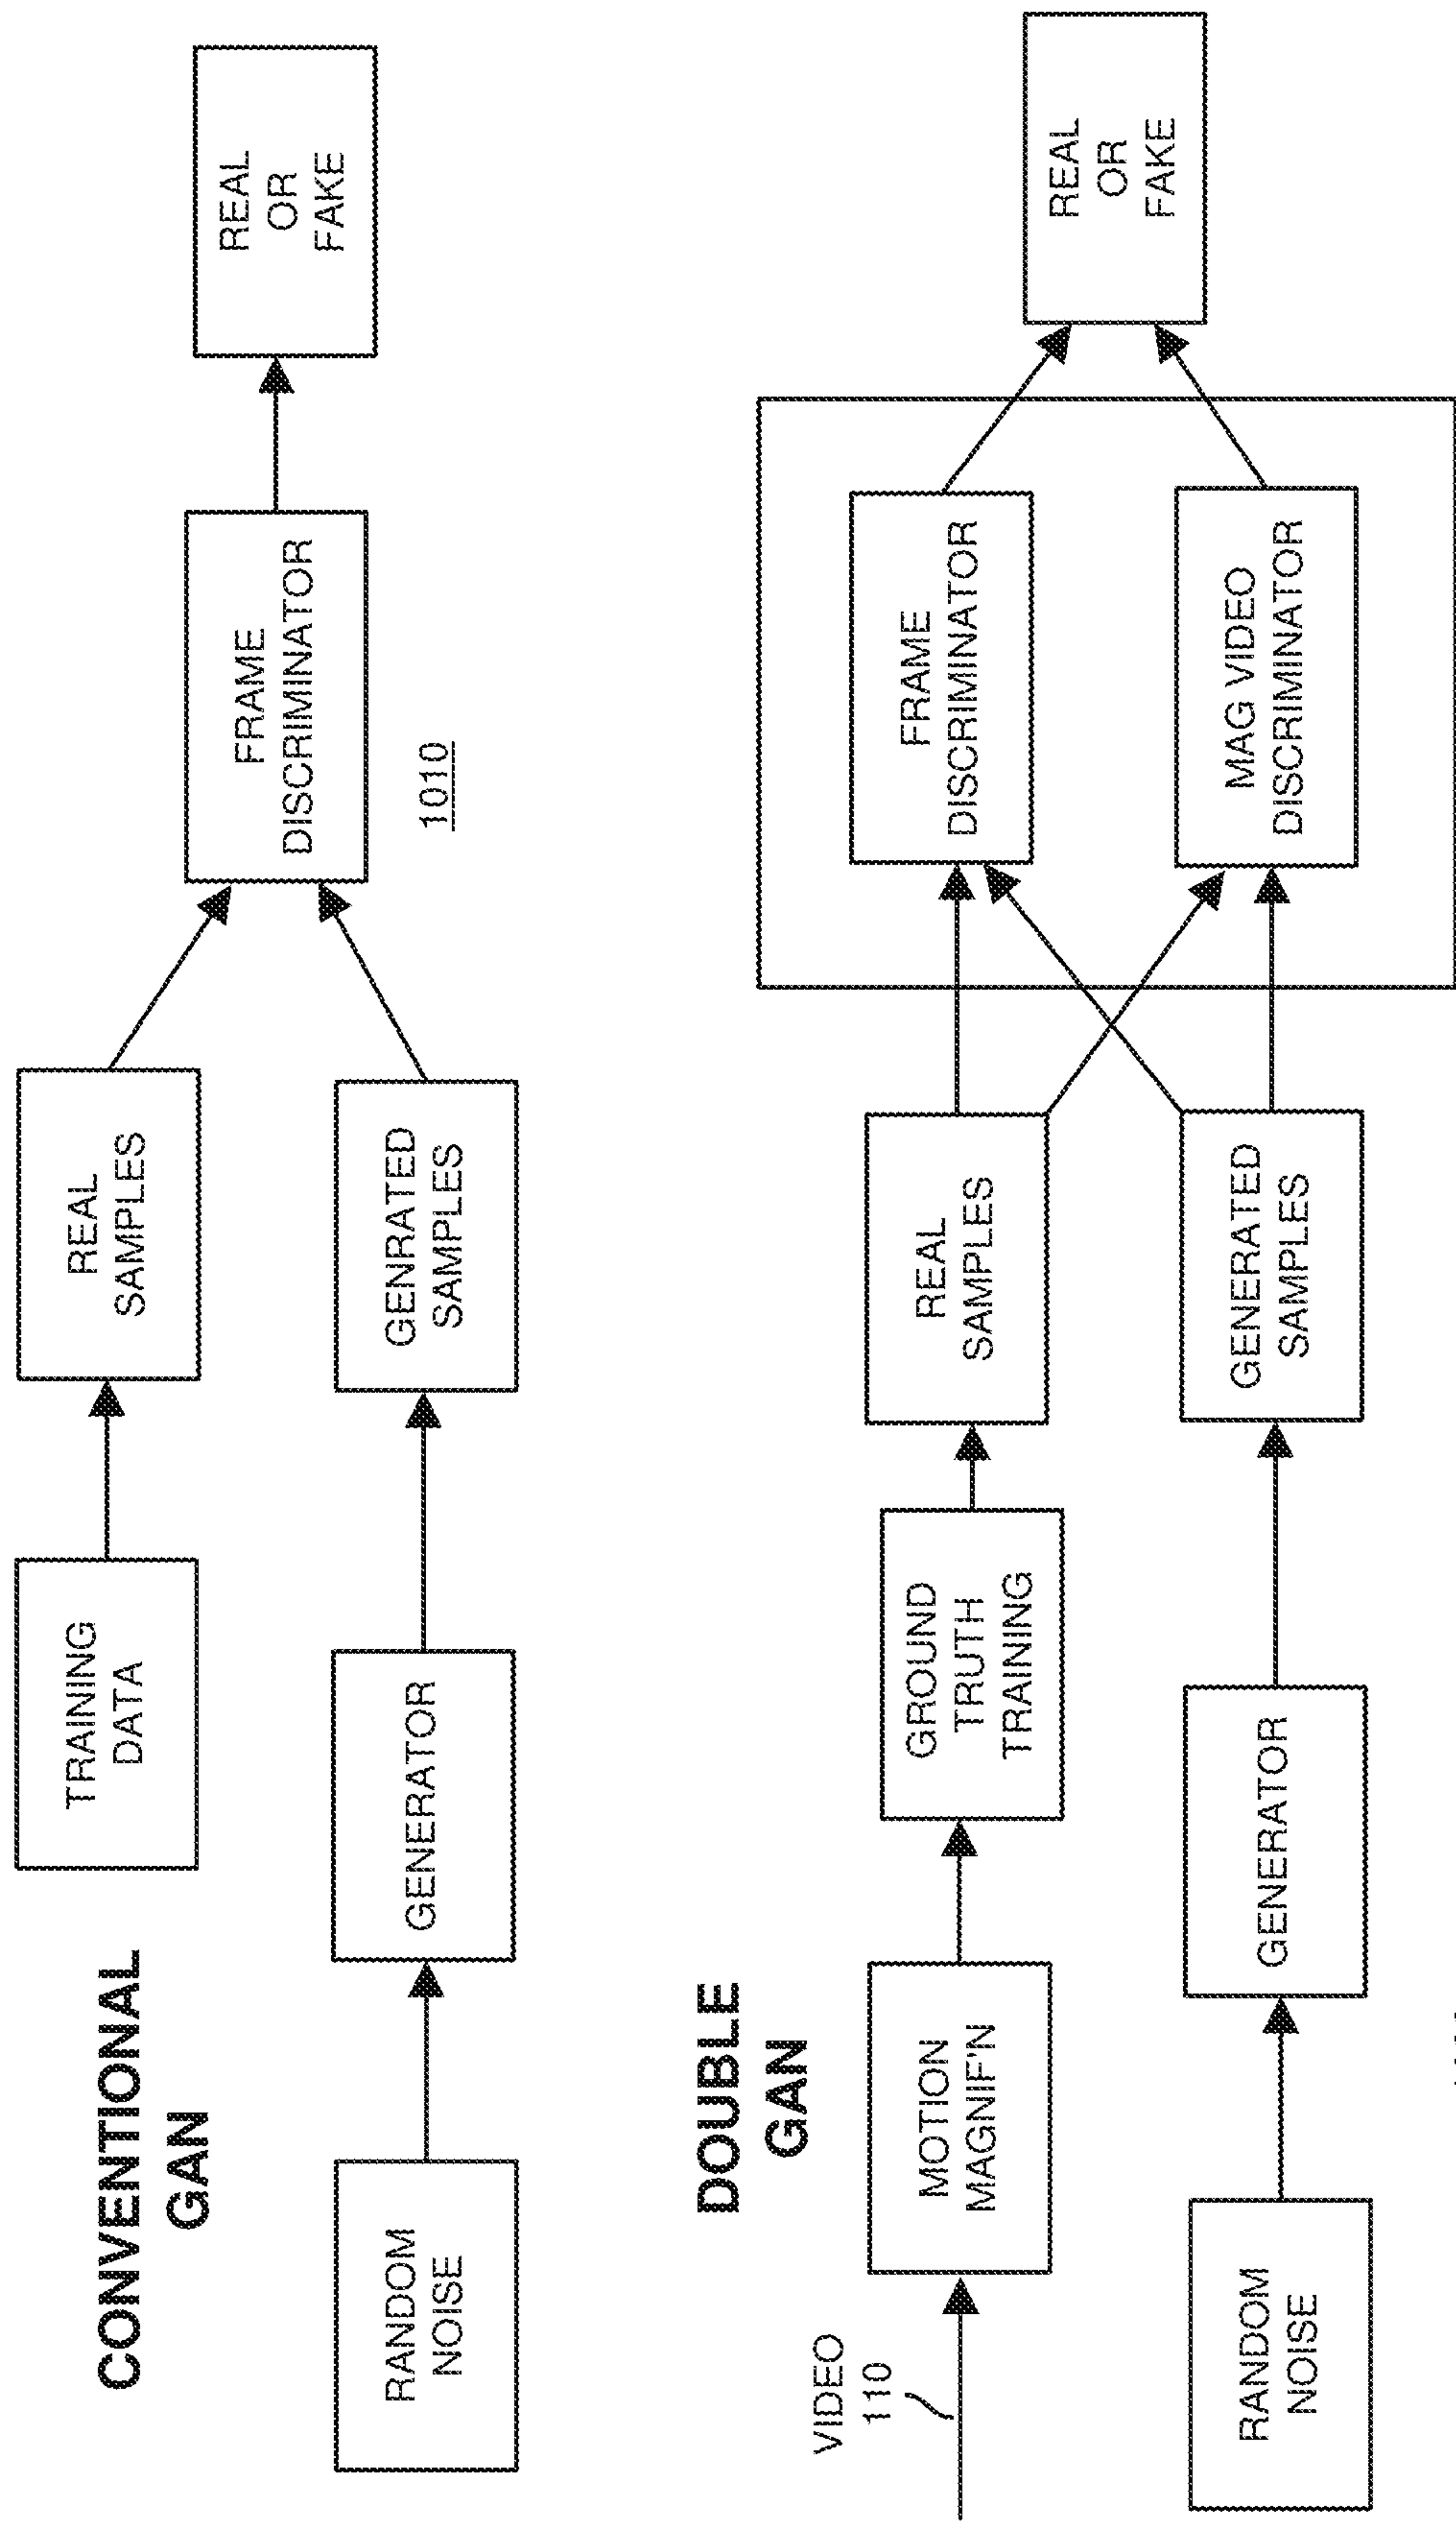 CONVENTIONAL
GAN
TRAINING
DATA
REAL
SAMPLES
RANDOM
NOISE
GENERATOR
GENRATED
SAMPLES
FRAME
DISCRIMINATOR
REAL
OR
FAKE
1010
DOUBLE
GAN
VIDEO
110
MOTION
MAGNIF'N
GROUND
TRUTH
TRAINING
REAL
SAMPLES
RANDOM
NOISE
GENERATOR
GENERATED
SAMPLES
FRAME
DISCRIMINATOR
MAG VIDEO
DISCRIMINATOR
REAL
OR
FAKE